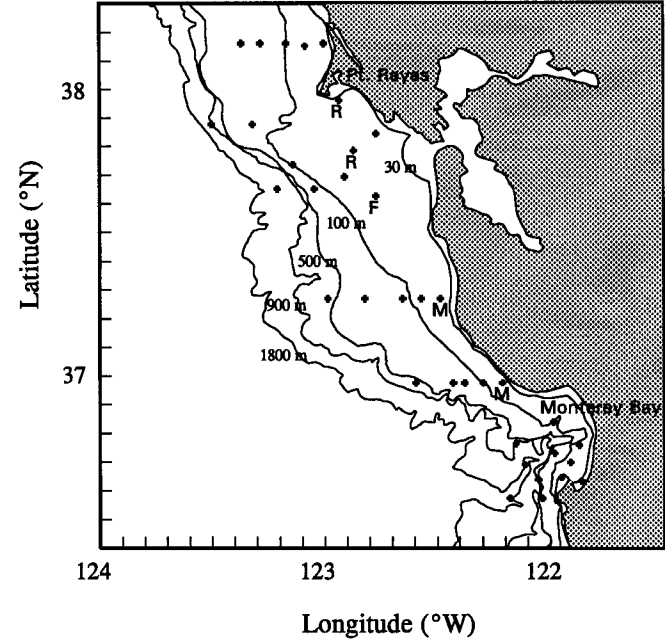 38
Pt. Reyes
R
R
30 m
F
100 m
500 m
900 m
M
1800 m
37
M
Monterey Bay
124
123
122
Latitude (°N)
Longitude (°W)